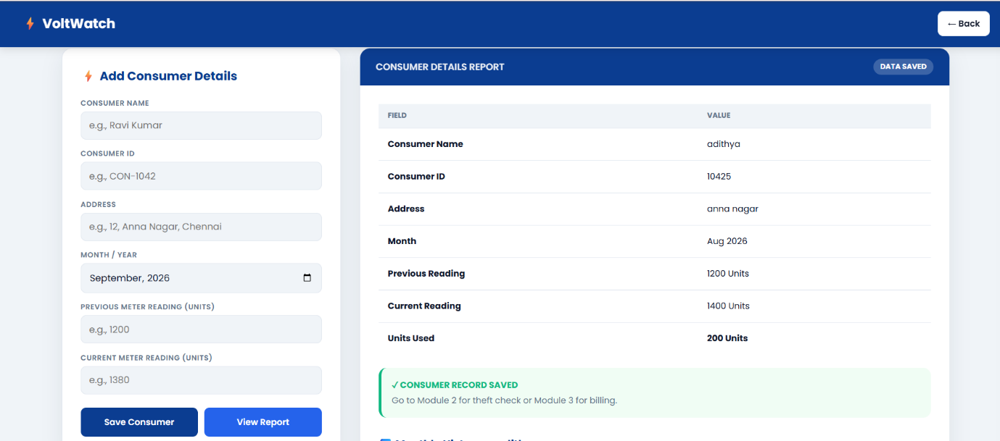 VoltWatch
← Back
Add Consumer Details
CONSUMER NAME
e.g., Ravi Kumar
CONSUMER ID
e.g., CON-1042
ADDRESS
e.g., 12, Anna Nagar, Chennai
MONTH / YEAR
September, 2026
PREVIOUS METER READING (UNITS)
e.g., 1200
CURRENT METER READING (UNITS)
e.g., 1380
Save Consumer View Report
CONSUMER DETAILS REPORT DATA SAVED
FIELD VALUE
Consumer Name adithya
Consumer ID 10425
Address anna nagar
Month Aug 2026
Previous Reading 1200 Units
Current Reading 1400 Units
Units Used 200 Units
✓ CONSUMER RECORD SAVED
Go to Module 2 for theft check or Module 3 for billing.